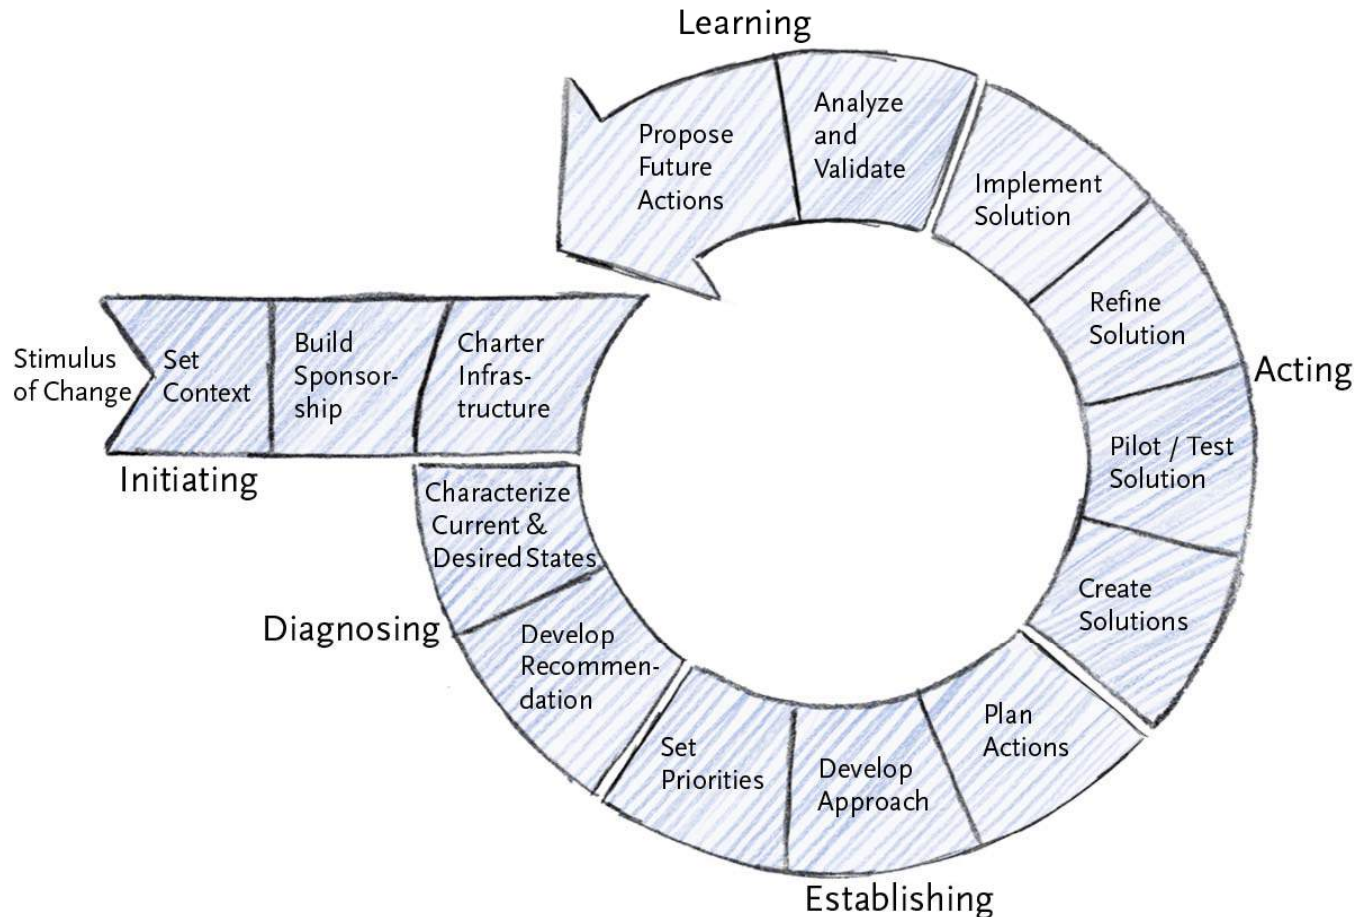 Learning
Analyze
and
Validate
Propose
Future
Actions
Implement
Solution
Refine
Solution
Acting
Pilot / Test
Solution
Create
Solutions
Stimulus
of Change
Set
Context
Build
Sponsor-
ship
Charter
Infras-
tructure
Initiating
Characterize
Current &
Desired States
Diagnosing
Develop
Recommen-
dation
Set
Priorities
Develop
Approach
Plan
Actions
Establishing